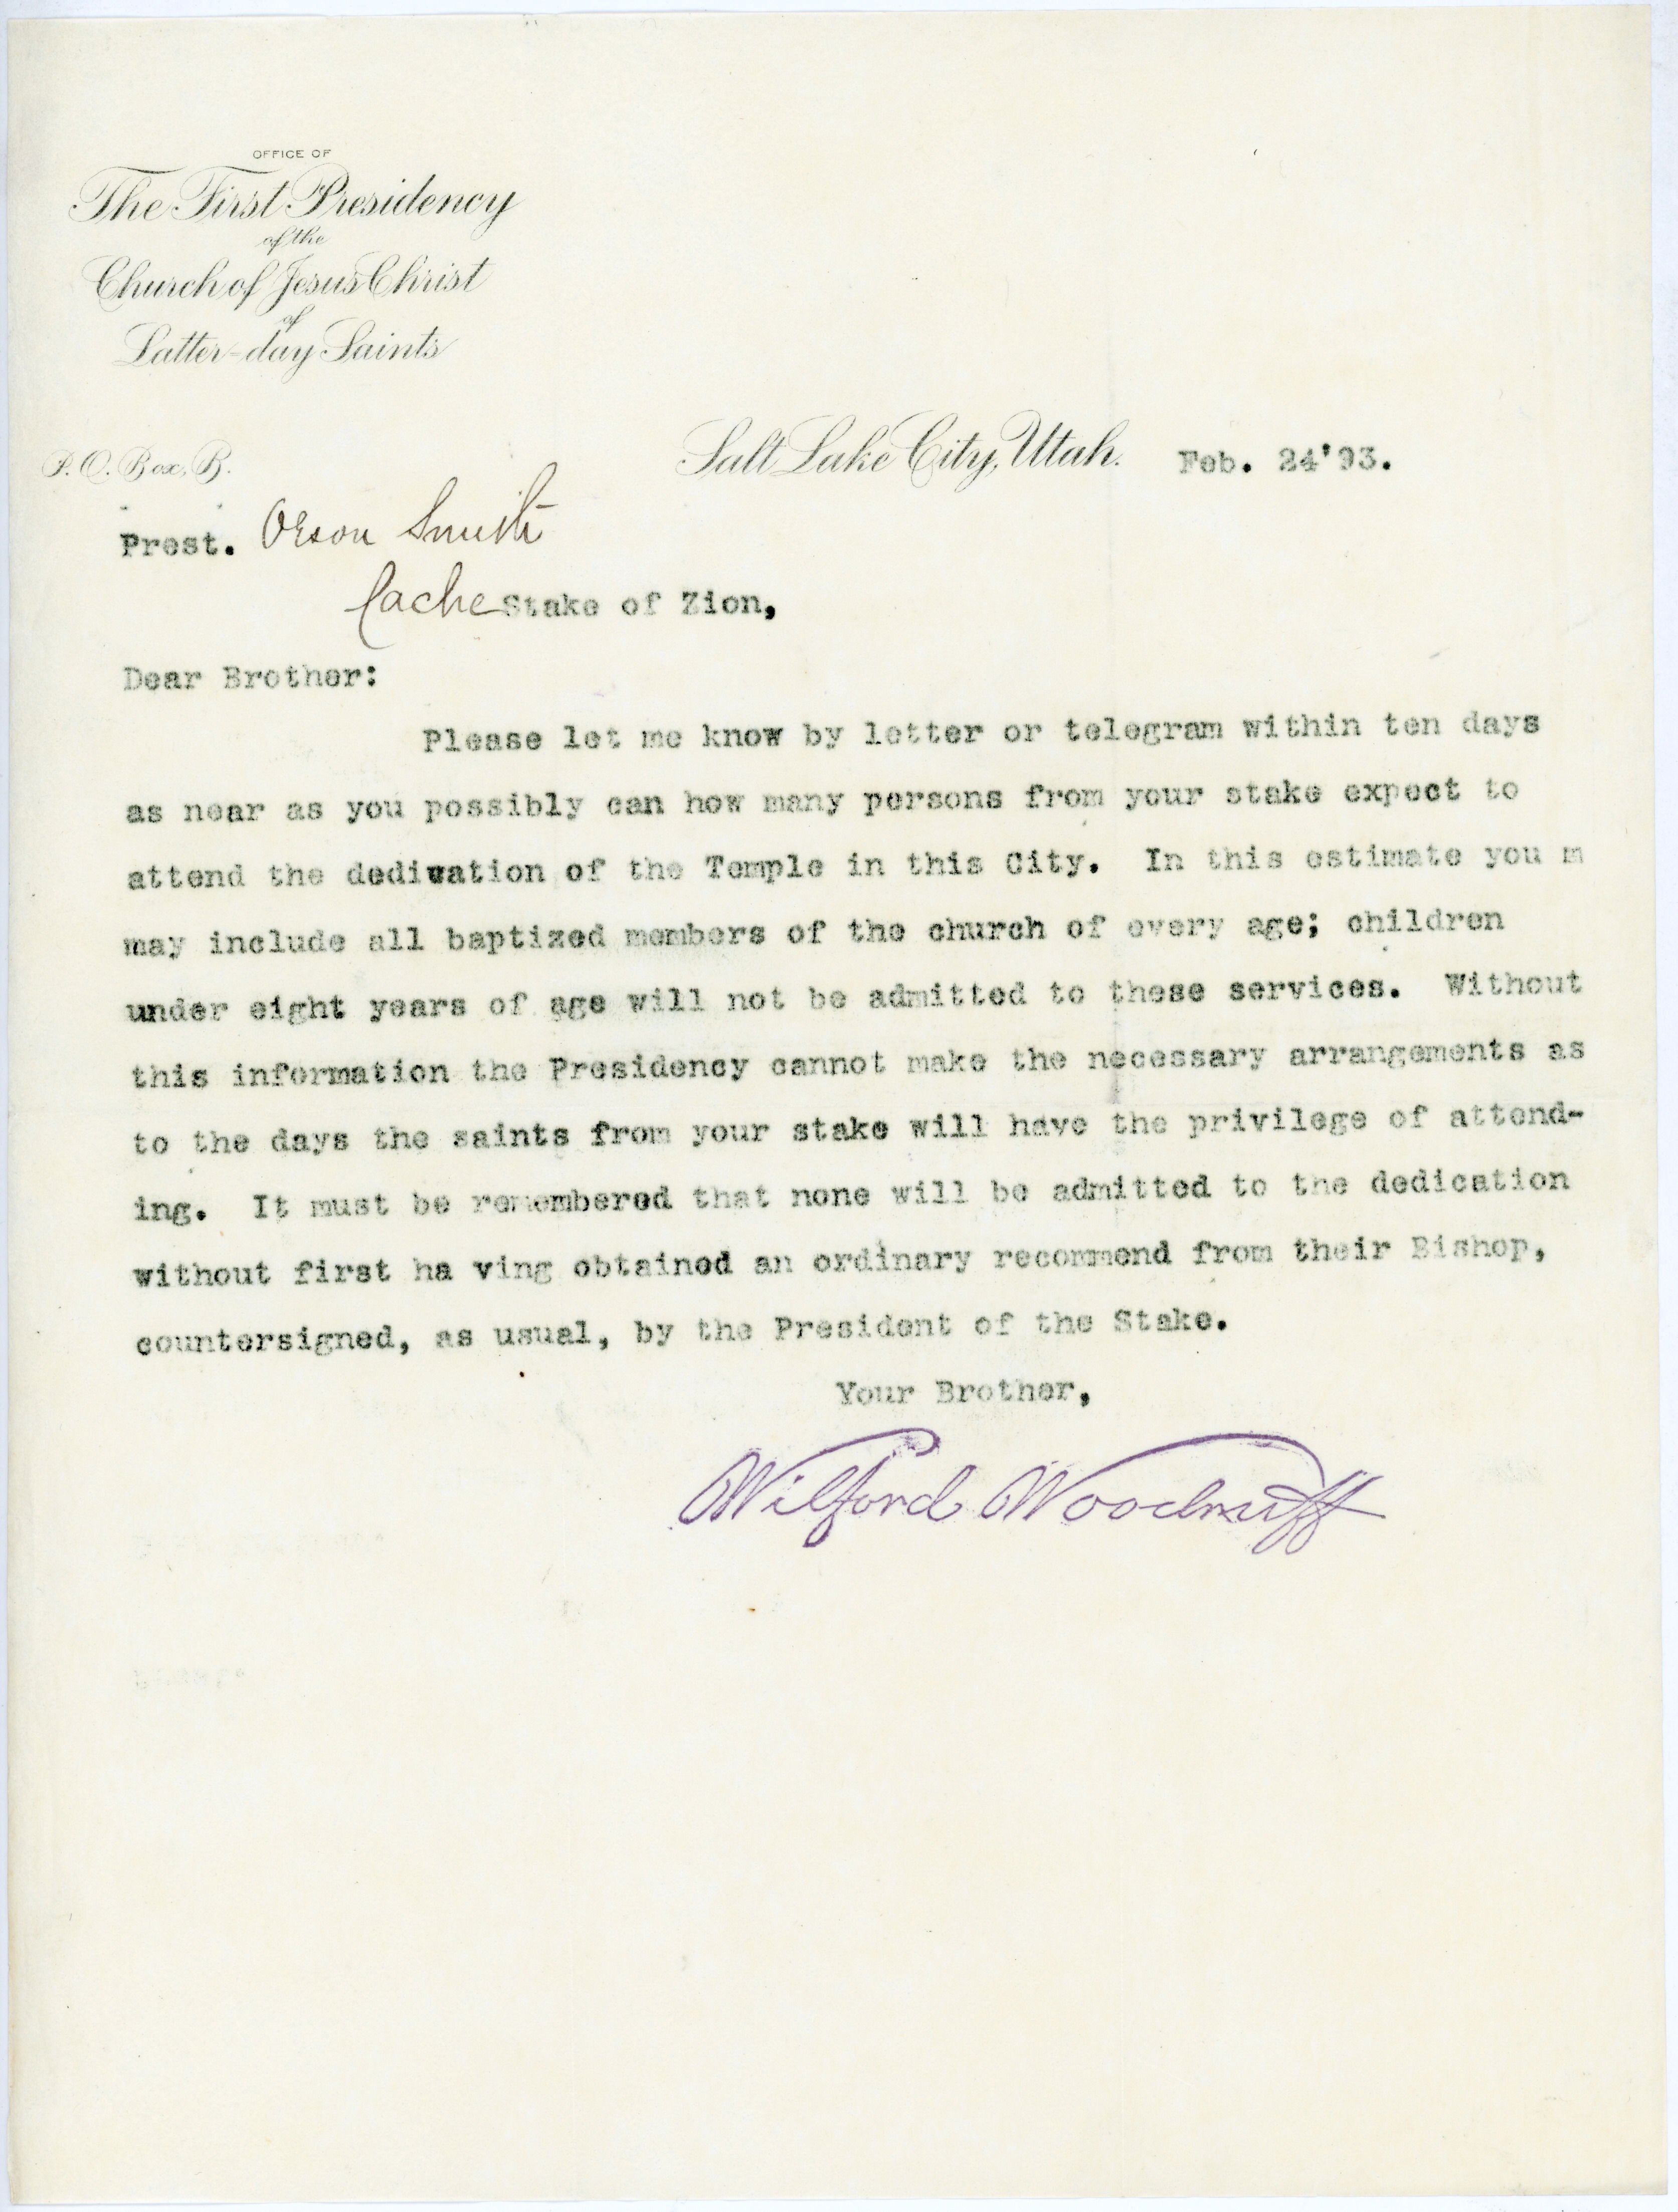 OFFICE OF
The First Presidency
of the
Church of Jesus Christ
of
Latter-day Saints
P. O. Box, B.
Salt Lake City, Utah. Feb. 24'93.
Prest. Orson Smith
Cache Stake of Zion,
Dear Brother:
Please let me know by letter or telegram within ten days
as near as you possibly can how many persons from your stake expect to
attend the dedivation of the Temple in this City. In this estimate you m
may include all baptized members of the church of every age; children
under eight years of age will not be admitted to these services. Without
this information the Presidency cannot make the necessary arrangements as
to the days the saints from your stake will have the privilege of attend-
ing. It must be remembered that none will be admitted to the dedication
without first ha ving obtained an ordinary recommend from their Bishop,
countersigned, as usual, by the President of the Stake.
Your Brother,
Wilford Woodruff